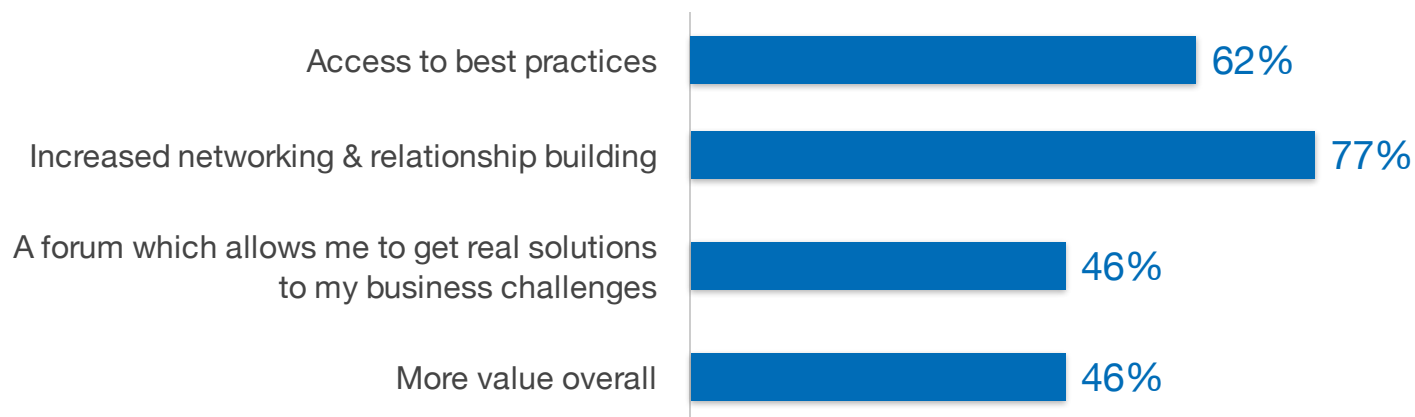 Access to best practices
62%
Increased networking & relationship building
77%
A forum which allows me to get real solutions
to my business challenges
46%
More value overall
46%